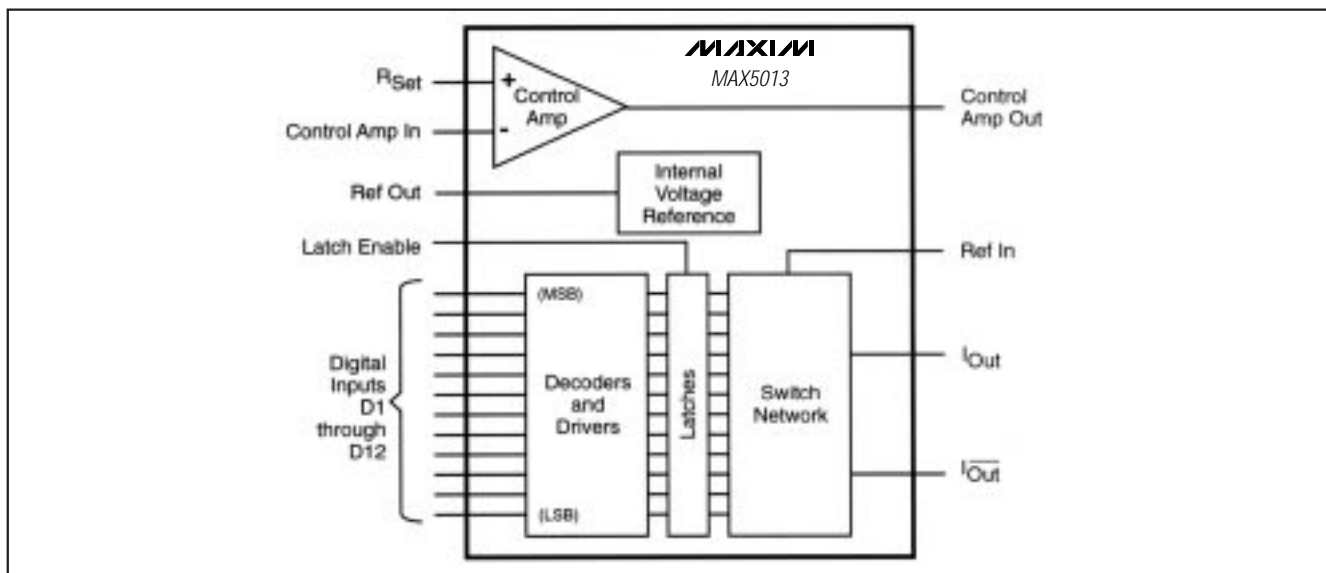 MAXIM
MAX5013
RSet
+
Control
Amp
-
Control Amp In
Control
Amp Out
Ref Out
Internal
Voltage
Reference
Latch Enable
Ref In
(MSB)
Digital
Inputs
D1
through
D12
Decoders
and
Drivers
Latches
Switch
Network
IOut
IOut
(LSB)